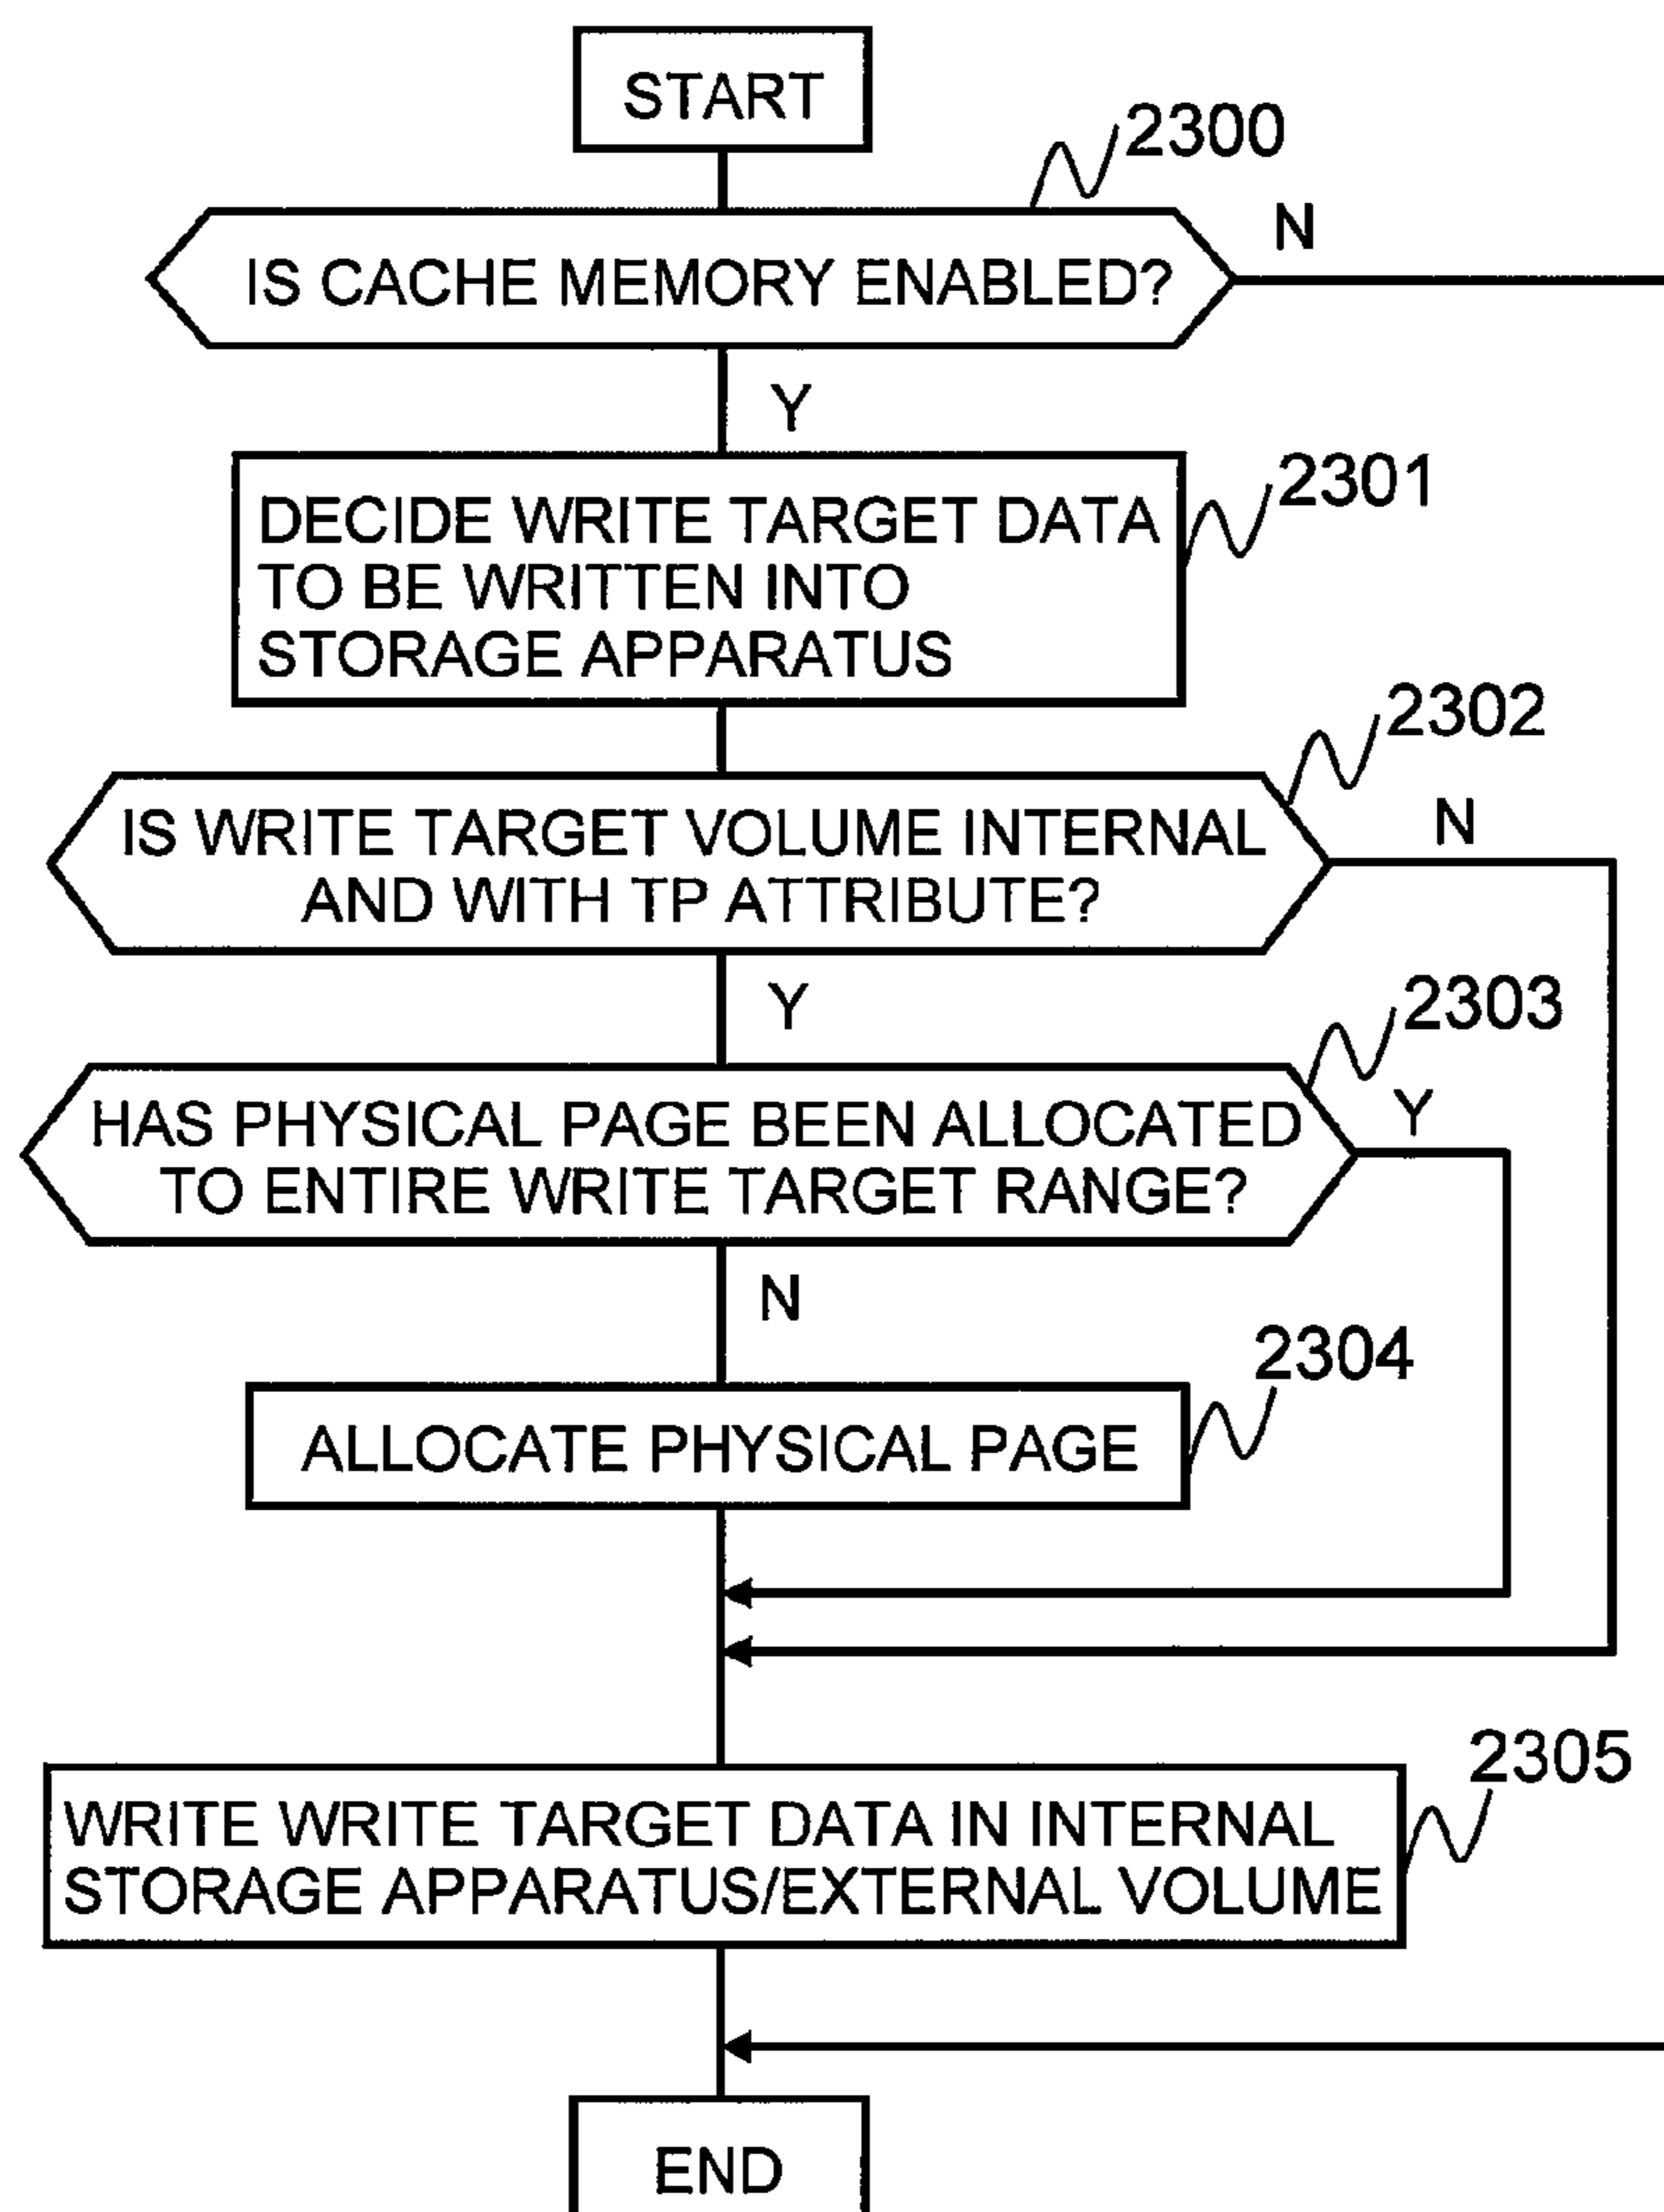 START
2300
IS CACHE MEMORY ENABLED?
N
Y
2301
DECIDE WRITE TARGET DATA
TO BE WRITTEN INTO
STORAGE APPARATUS
2302
IS WRITE TARGET VOLUME INTERNAL
AND WITH TP ATTRIBUTE?
N
Y
2303
HAS PHYSICAL PAGE BEEN ALLOCATED
TO ENTIRE WRITE TARGET RANGE?
Y
N
2304
ALLOCATE PHYSICAL PAGE
2305
WRITE WRITE TARGET DATA IN INTERNAL
STORAGE APPARATUS/EXTERNAL VOLUME
END